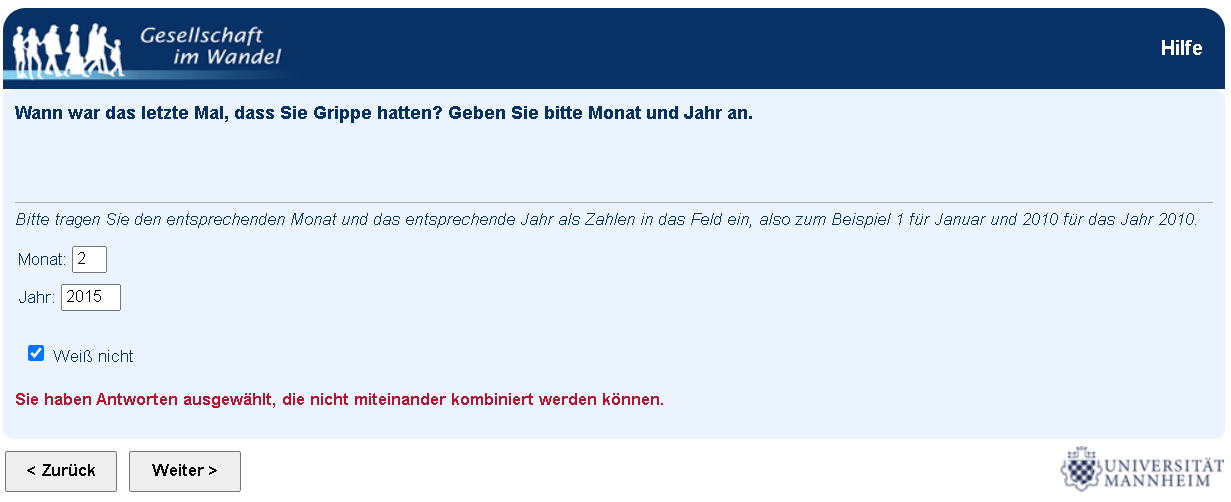 Gesellschaft
im Wandel
Hilfe
Wann war das letzte Mal, dass Sie Grippe hatten? Geben Sie bitte Monat und Jahr an.
Bitte tragen Sie den entsprechenden Monat und das entsprechende Jahr als Zahlen in das Feld ein, also zum Beispiel 1 für Januar und 2010 für das Jahr 2010.
Monat: 2
Jahr: 2015
Weiß nicht
Sie haben Antworten ausgewählt, die nicht miteinander kombiniert werden können.
< Zurück Weiter >
UNIVERSITÄT
MANNHEIM